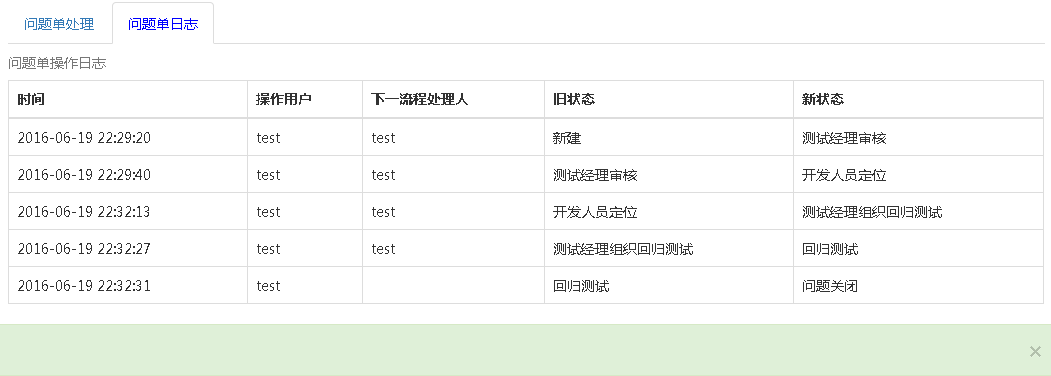 问题单处理 问题单日志
问题单操作日志
时间 操作用户 下一流程处理人 旧状态 新状态
2016-06-19 22:29:20 test test 新建 测试经理审核
2016-06-19 22:29:40 test test 测试经理审核 开发人员定位
2016-06-19 22:32:13 test test 开发人员定位 测试经理组织回归测试
2016-06-19 22:32:27 test test 测试经理组织回归测试 回归测试
2016-06-19 22:32:31 test 回归测试 问题关闭
×